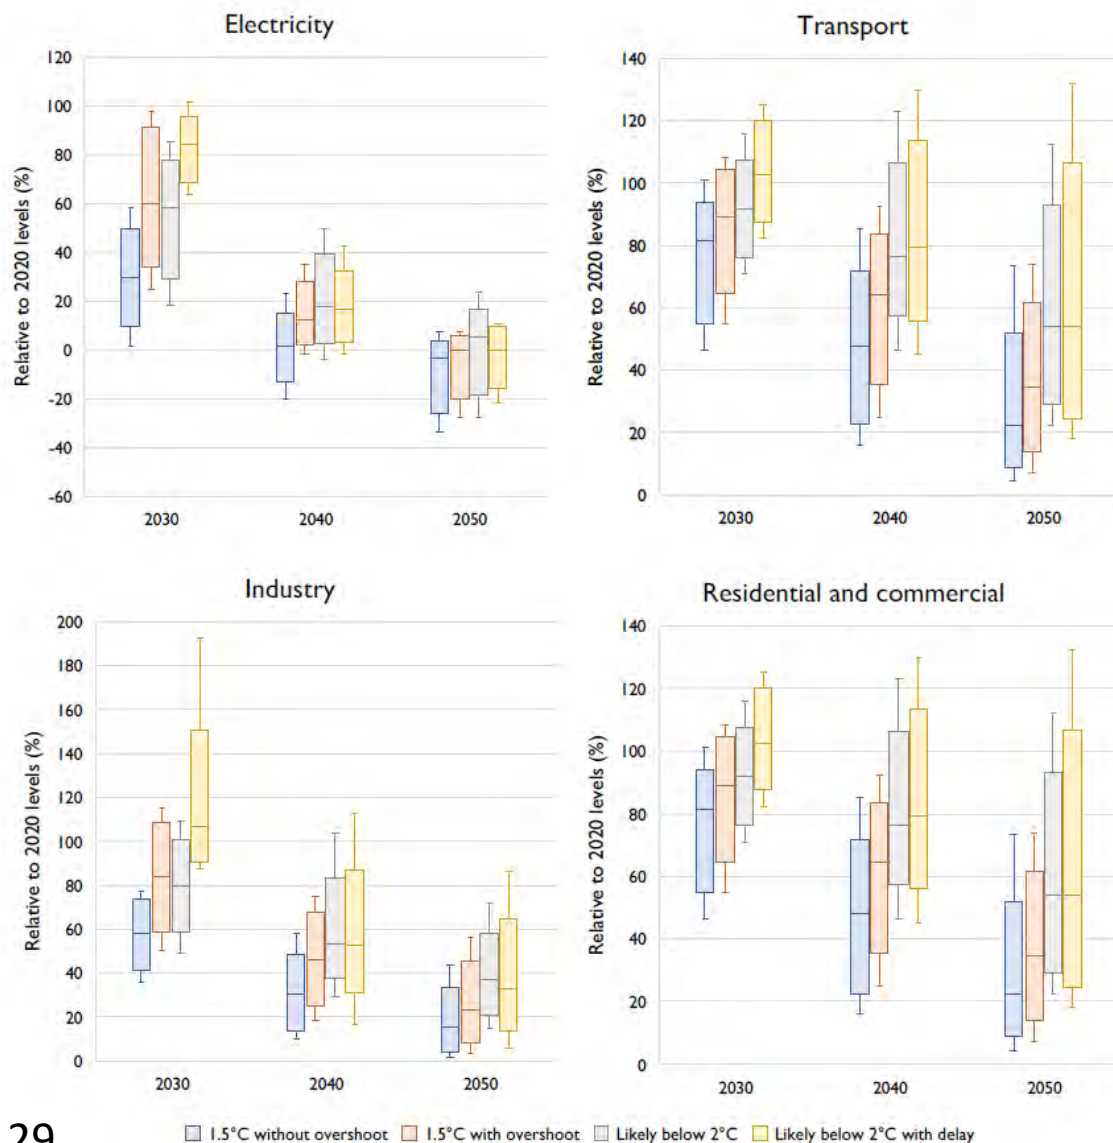 Electricity
Relative to 2020 levels (%)
120
100
80
60
40
20
0
-20
-40
-60
2030 2040 2050
Transport
Relative to 2020 levels (%)
140
120
100
80
60
40
20
0
2030 2040 2050
Industry
Relative to 2020 levels (%)
200
180
160
140
120
100
80
60
40
20
0
2030 2040 2050
Residential and commercial
Relative to 2020 levels (%)
140
120
100
80
60
40
20
0
2030 2040 2050
29
1.5°C without overshoot 1.5°C with overshoot Likely below 2°C Likely below 2°C with delay